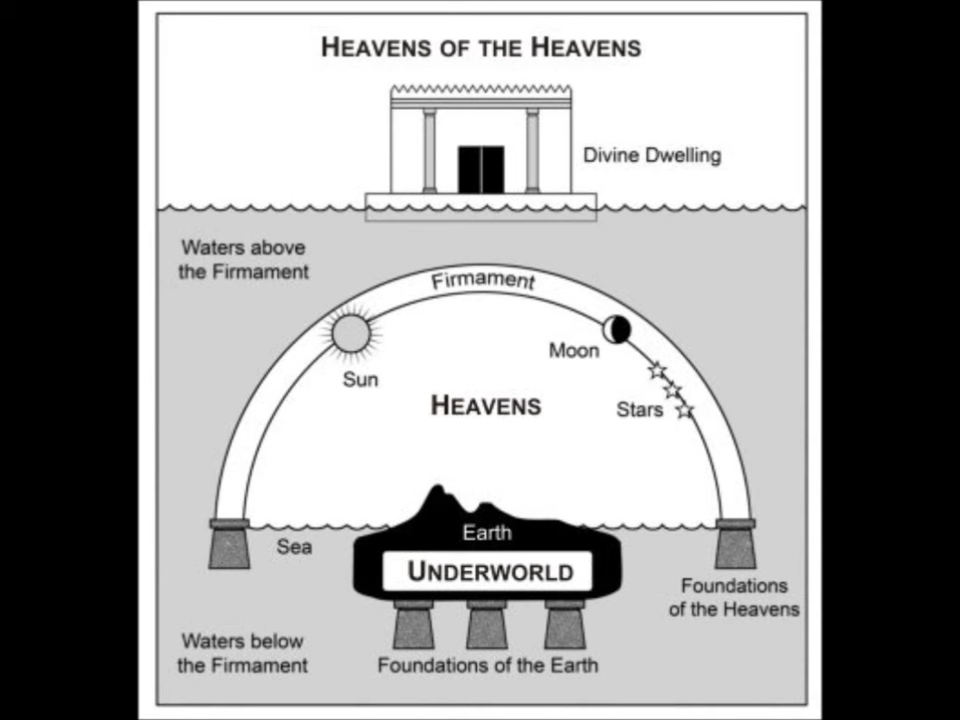 HEAVENS OF THE HEAVENS
Divine Dwelling
Waters above
the Firmament
Firmament
Moon
Sun
Stars
HEAVENS
Earth
Sea
UNDERWORLD
Foundations
of the Heavens
Waters below
the Firmament
Foundations of the Earth